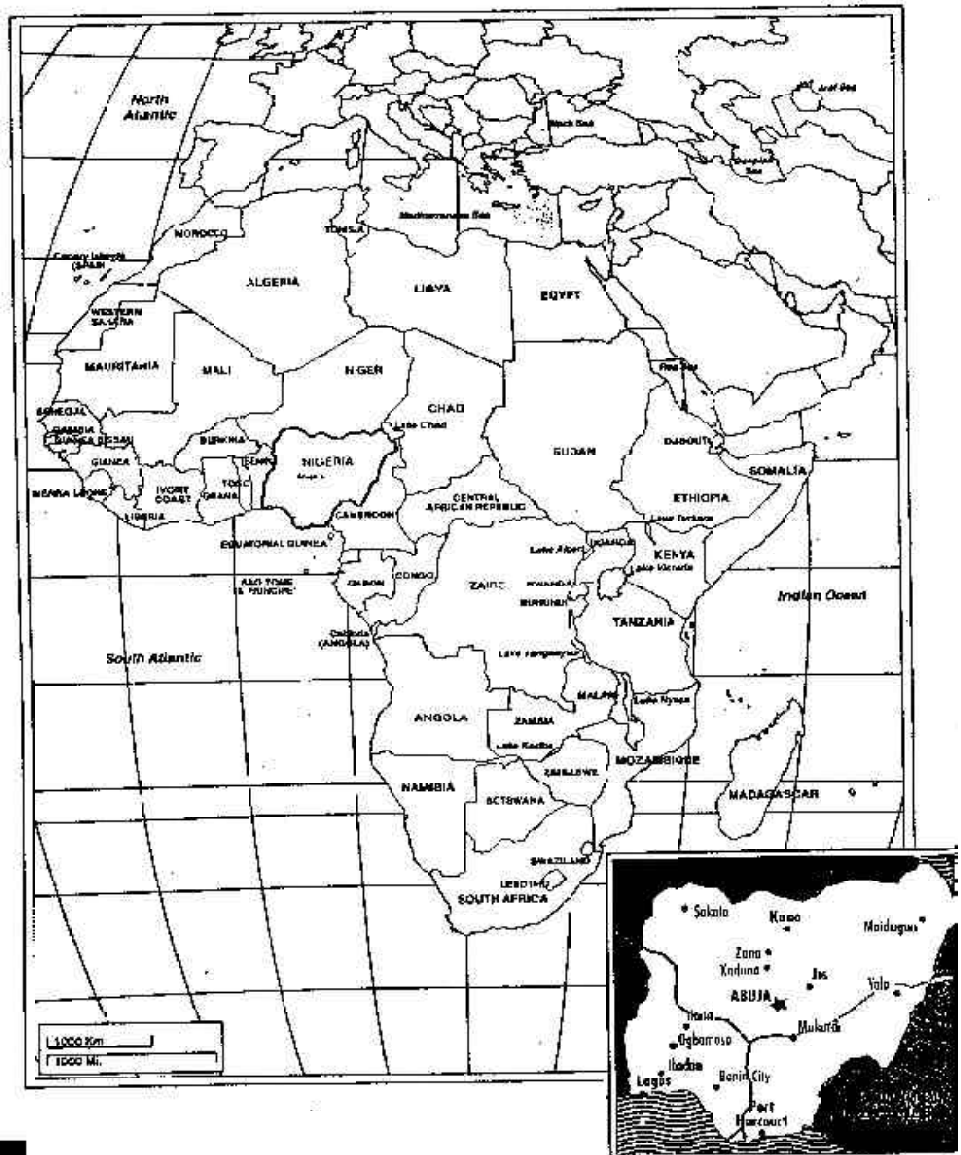 North
Atlantic
Aral Sea
Black Sea
Caspian
Sea
Mediterranean Sea
MOROCCO
TUNISIA
Canary Islands
(SPAIN
ALGERIA
LIBYA
EGYPT
WESTERN
SAHARA
MAURITANIA
MALI
NIGER
Red Sea
CHAD
Lake Chad
SENEGAL
GAMBIA
GUINEA BISSAU
BURKINA
SUDAN
DJIBOUTI
NIGERIA
BENIN
GUINEA
SOMALIA
IVORY
COAST
TOGO
GHANA
SIERRA LEONE
CENTRAL
AFRICAN REPUBLIC
ETHIOPIA
LIBERIA
CAMEROON
Lake Turkana
EQUATORIAL GUINEA
Lake Albert
UGANDA
KENYA
Lake Victoria
SAO TOME
& PRINCIPE
GABON
CONGO
ZAIRE
RWANDA
BURUNDI
Indian Ocean
TANZANIA
Cabinda
(ANGOLA)
South Atlantic
Lake Tanganyika
MALAWI
Lake Nyasa
ANGOLA
ZAMBIA
Lake Kariba
MOZAMBIQUE
NAMIBIA
ZIMBABWE
BOTSWANA
MADAGASCAR
SWAZILAND
LESOTHO
SOUTH AFRICA
1000 Km
1000 Mi.
Sokoto
Kano
Maiduguri
Zaria
Kaduna
Jos
Yola
ABUJA
Ilorin
Makurdi
Ogbomoso
Ibadan
Benin City
Lagos
Port
Harcourt